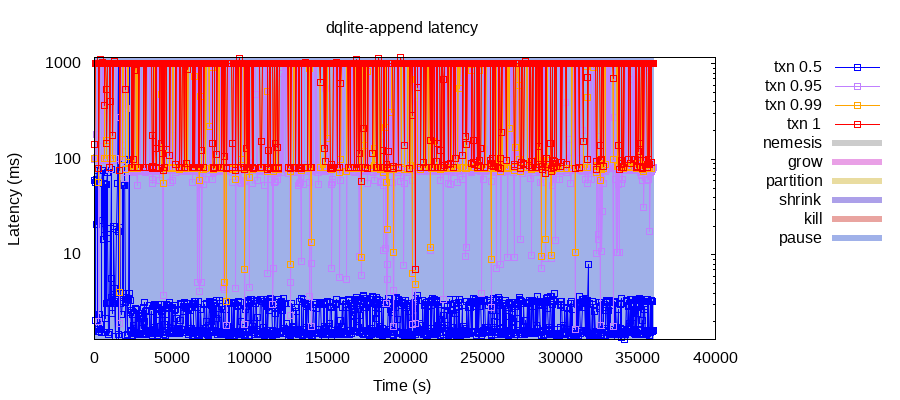 dqlite-append latency
Latency (ms)
1000
100
10
0 5000 10000 15000 20000 25000 30000 35000 40000
Time (s)
txn 0.5
txn 0.95
txn 0.99
txn 1
nemesis
grow
partition
shrink
kill
pause